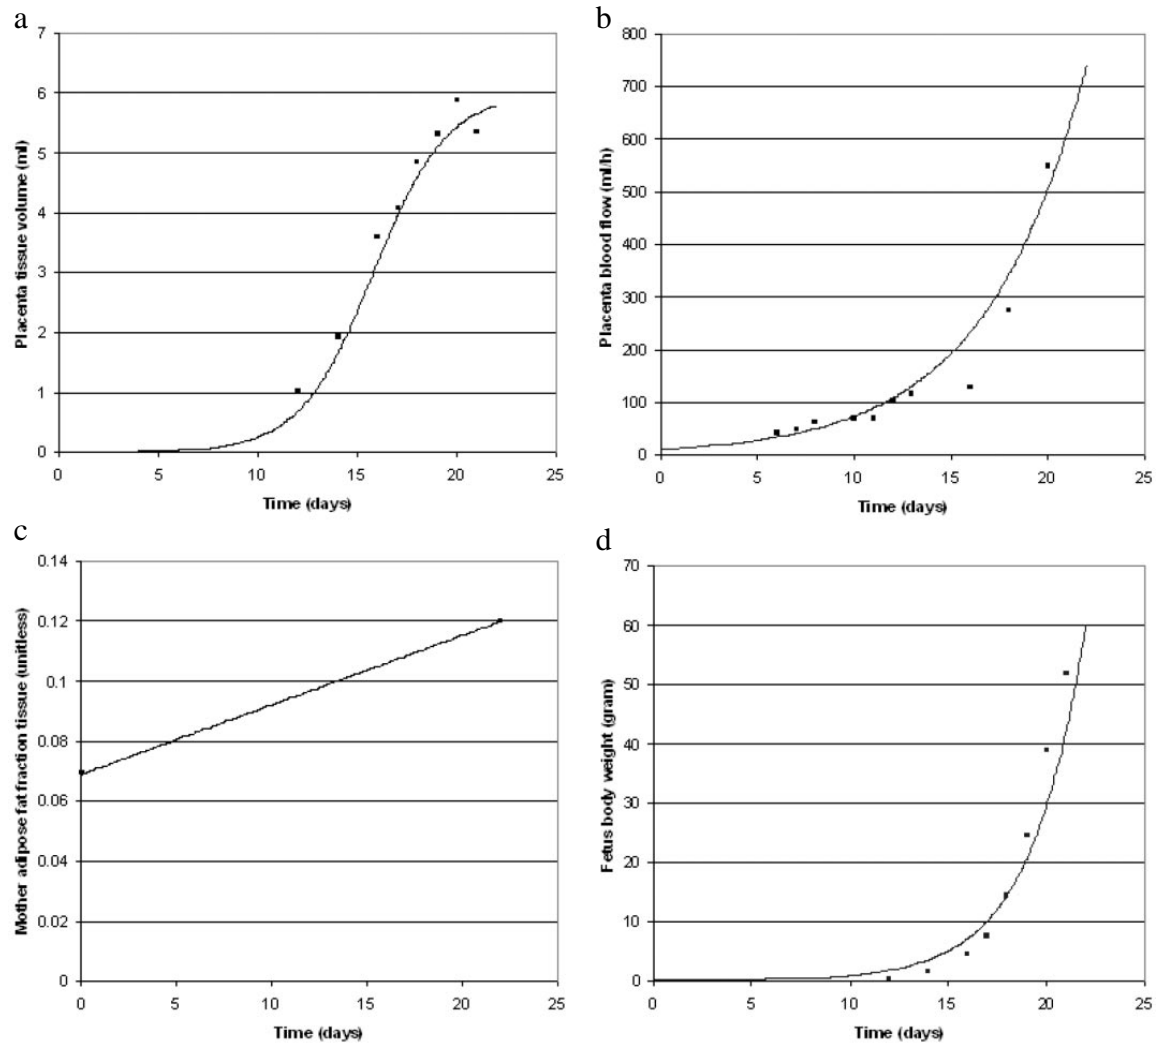 a
7
6
5
4
3
2
1
0
0 5 10 15 20 25
Placenta tissue volume (ml)
Time (days)
b
800
700
600
500
400
300
200
100
0
0 5 10 15 20 25
Placenta blood flow (ml/h)
Time (days)
c
0.14
0.12
0.1
0.08
0.06
0.04
0.02
0
0 5 10 15 20 25
Mother adipose fat fraction tissue (unitless)
Time (days)
d
70
60
50
40
30
20
10
0
0 5 10 15 20 25
Fetus body weight (gram)
Time (days)